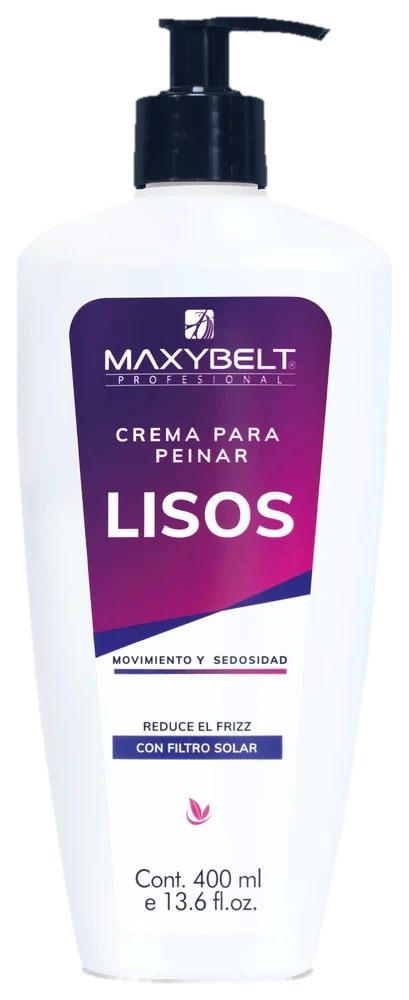 MAXYBELT®
PROFESIONAL
CREMA PARA
PEINAR
LISOS
MOVIMIENTO Y SEDOSIDAD
REDUCE EL FRIZZ
CON FILTRO SOLAR
Cont. 400 ml
e 13.6 fl.oz.